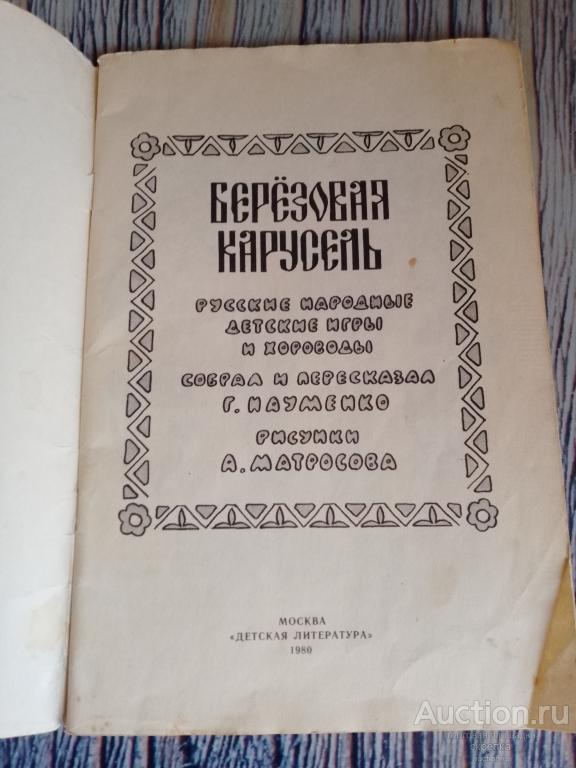 БЕРЁЗОВАЯ
КАРУСЕЛЬ
РУССКИЕ НАРОДНЫЕ
ДЕТСКИЕ ИГРЫ
И ХОРОВОДЫ
СОБРАЛ И ПЕРЕСКАЗАЛ
Г. НАУМЕНКО
РИСУНКИ
А. МАТРОСОВА
МОСКВА
«ДЕТСКАЯ ЛИТЕРАТУРА»
1980
Auction.ru